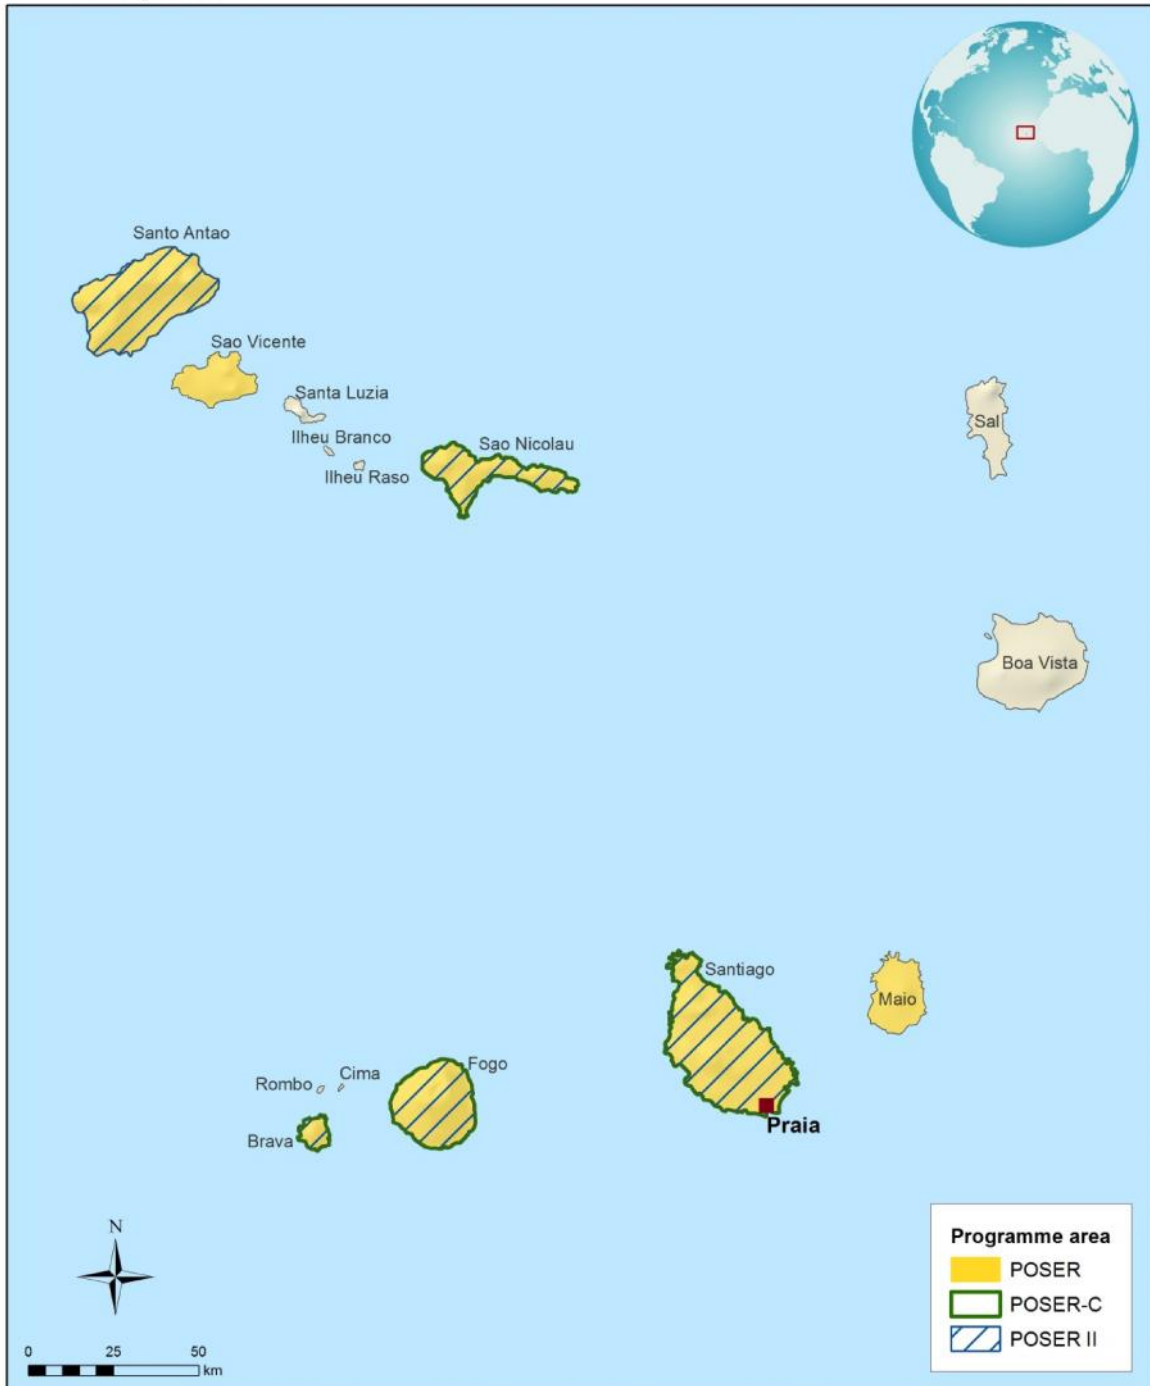 Santo Antao
Sao Vicente
Santa Luzia
Ilheu Branco
Ilheu Raso
Sao Nicolau
Sal
Boa Vista
Santiago
Maio
Praia
Fogo
Cima
Rombo
Brava
N
0 25 50
km
Programme area
POSER
POSER-C
POSER II